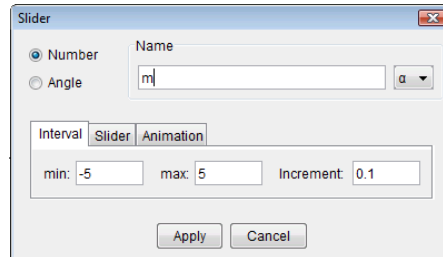 Slider
Number
Name
Angle
m
α
Interval Slider Animation
min: -5 max: 5 Increment: 0.1
Apply Cancel